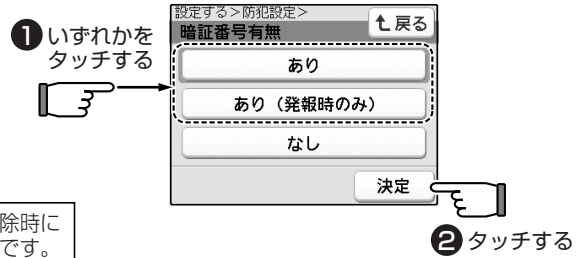 ❶いずれかを
タッチする
設定する>防犯設定>
暗証番号有無
戻る
あり
あり（発報時のみ）
なし
決定
❷タッチする
除時に
です。